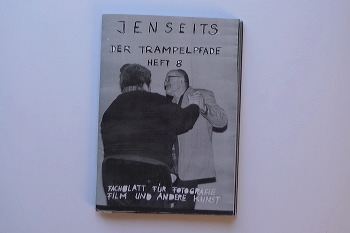 JENSEITS
DER TRAMPELPFADE
HEFT 8
FACHBLATT FÜR FOTOGRAFIE
FILM UND ANDERE KUNST